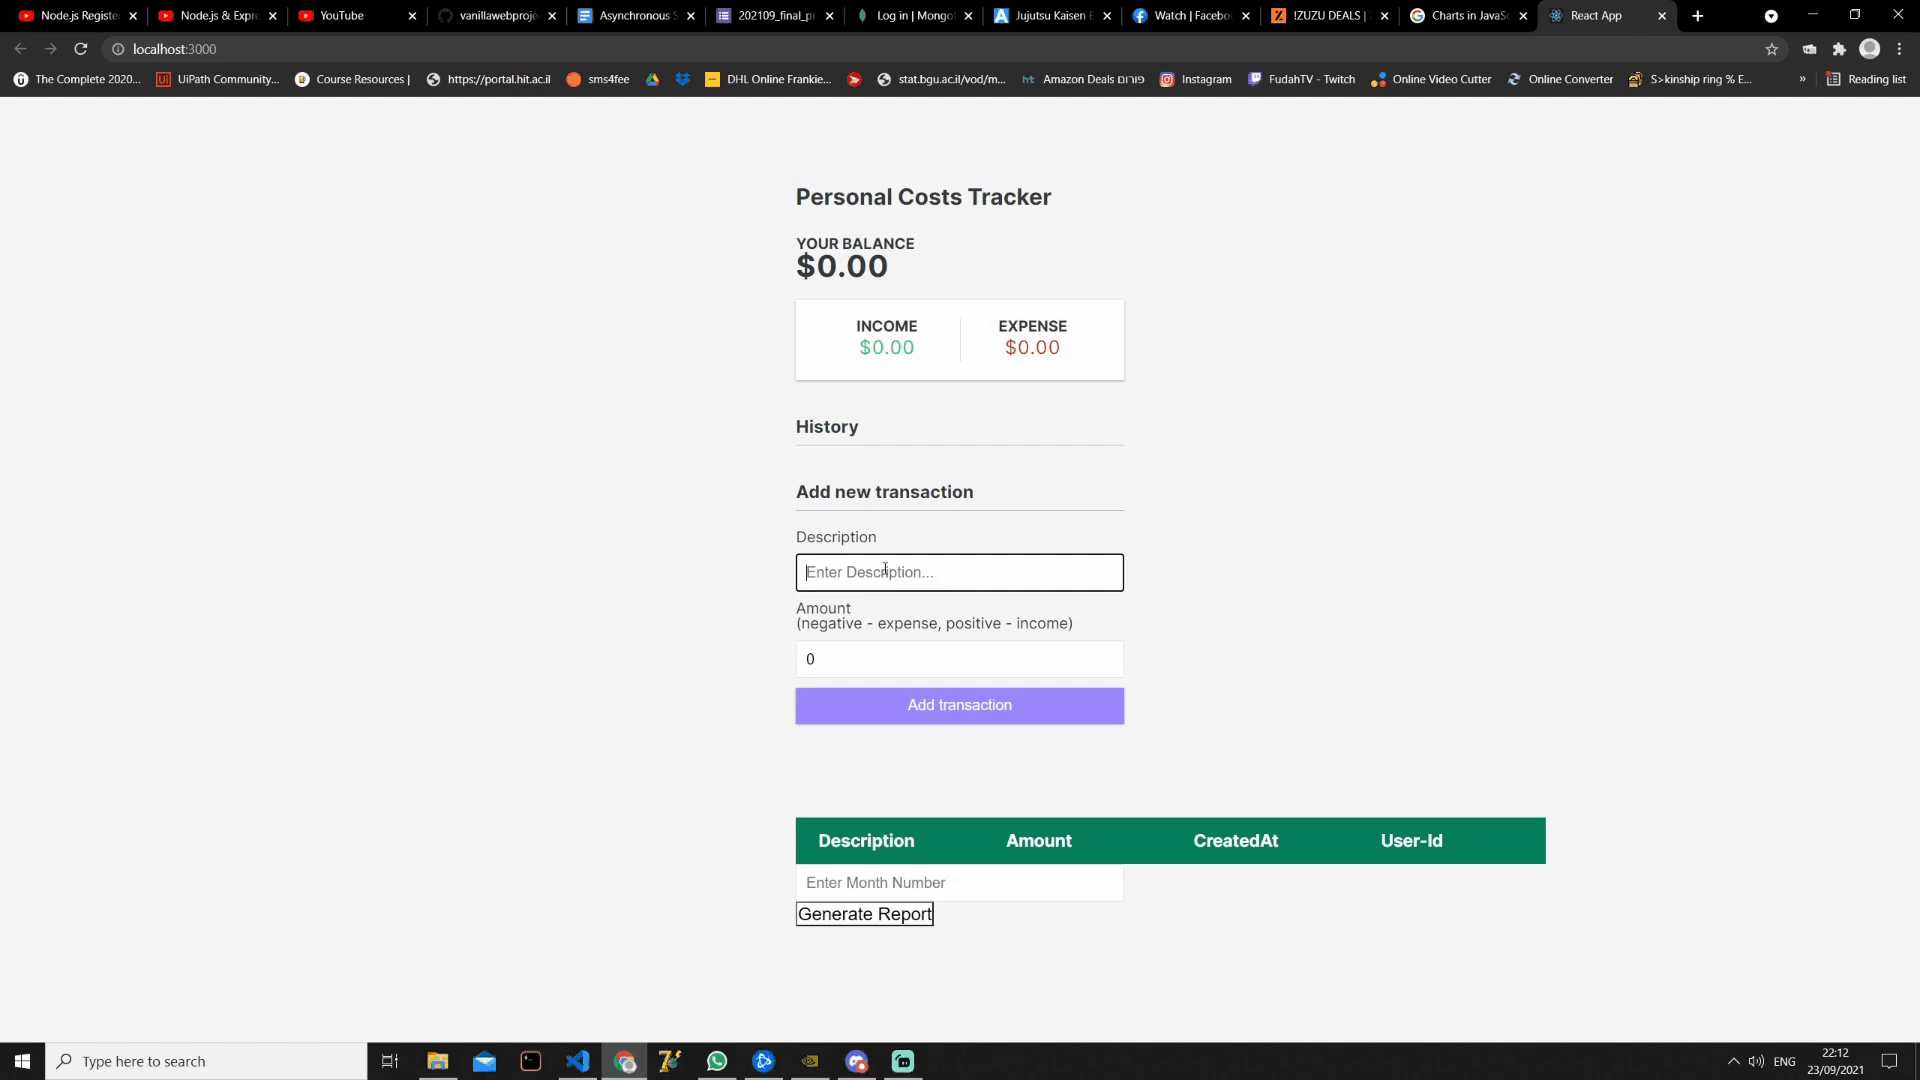 Node.js Registe
Node.js & Expre
YouTube
vanillawebproje
Asynchronous S
202109_final_pr
Log in | Mongo
Jujutsu Kaisen E
Watch | Facebo
!ZUZU DEALS |
Charts in JavaSc
React App
localhost:3000
The Complete 2020...
UiPath Community...
Course Resources |
https://portal.hit.ac.il
sms4fee
DHL Online Frankie...
stat.bgu.ac.il/vod/m...
Amazon Deals פורום
Instagram
FudahTV - Twitch
Online Video Cutter
Online Converter
S>kinship ring % E...
»
Reading list
Personal Costs Tracker
YOUR BALANCE
$0.00
INCOME
$0.00
EXPENSE
$0.00
History
Add new transaction
Description
Enter Description...
Amount
(negative - expense, positive - income)
0
Add transaction
Description Amount CreatedAt User-Id
Enter Month Number
Generate Report
Type here to search
ENG
22:12
23/09/2021